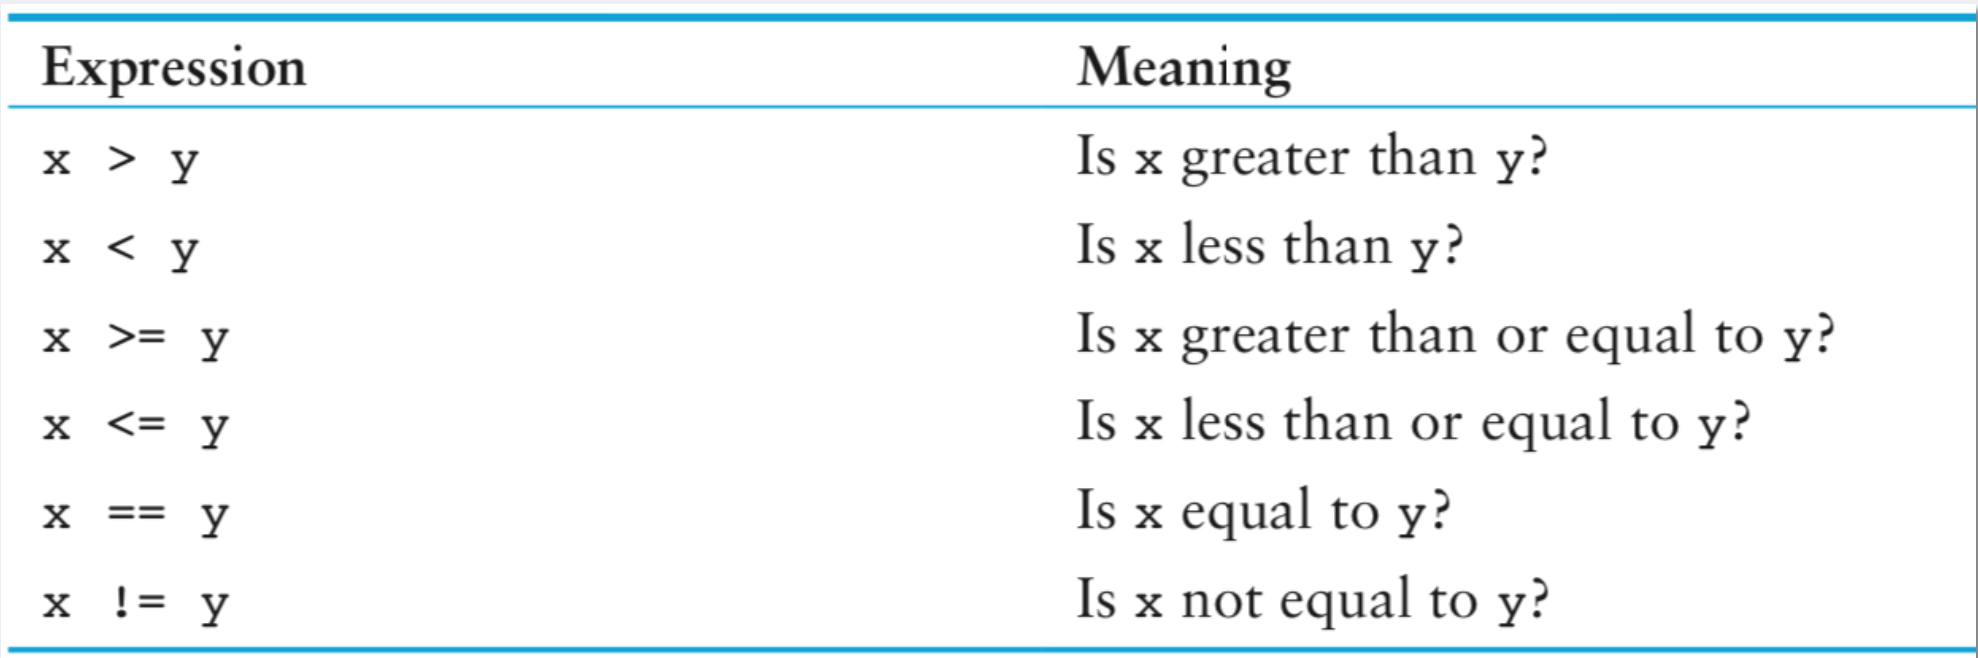 Expression Meaning
x > y Is x greater than y?
x < y Is x less than y?
x >= y Is x greater than or equal to y?
x <= y Is x less than or equal to y?
x == y Is x equal to y?
x != y Is x not equal to y?